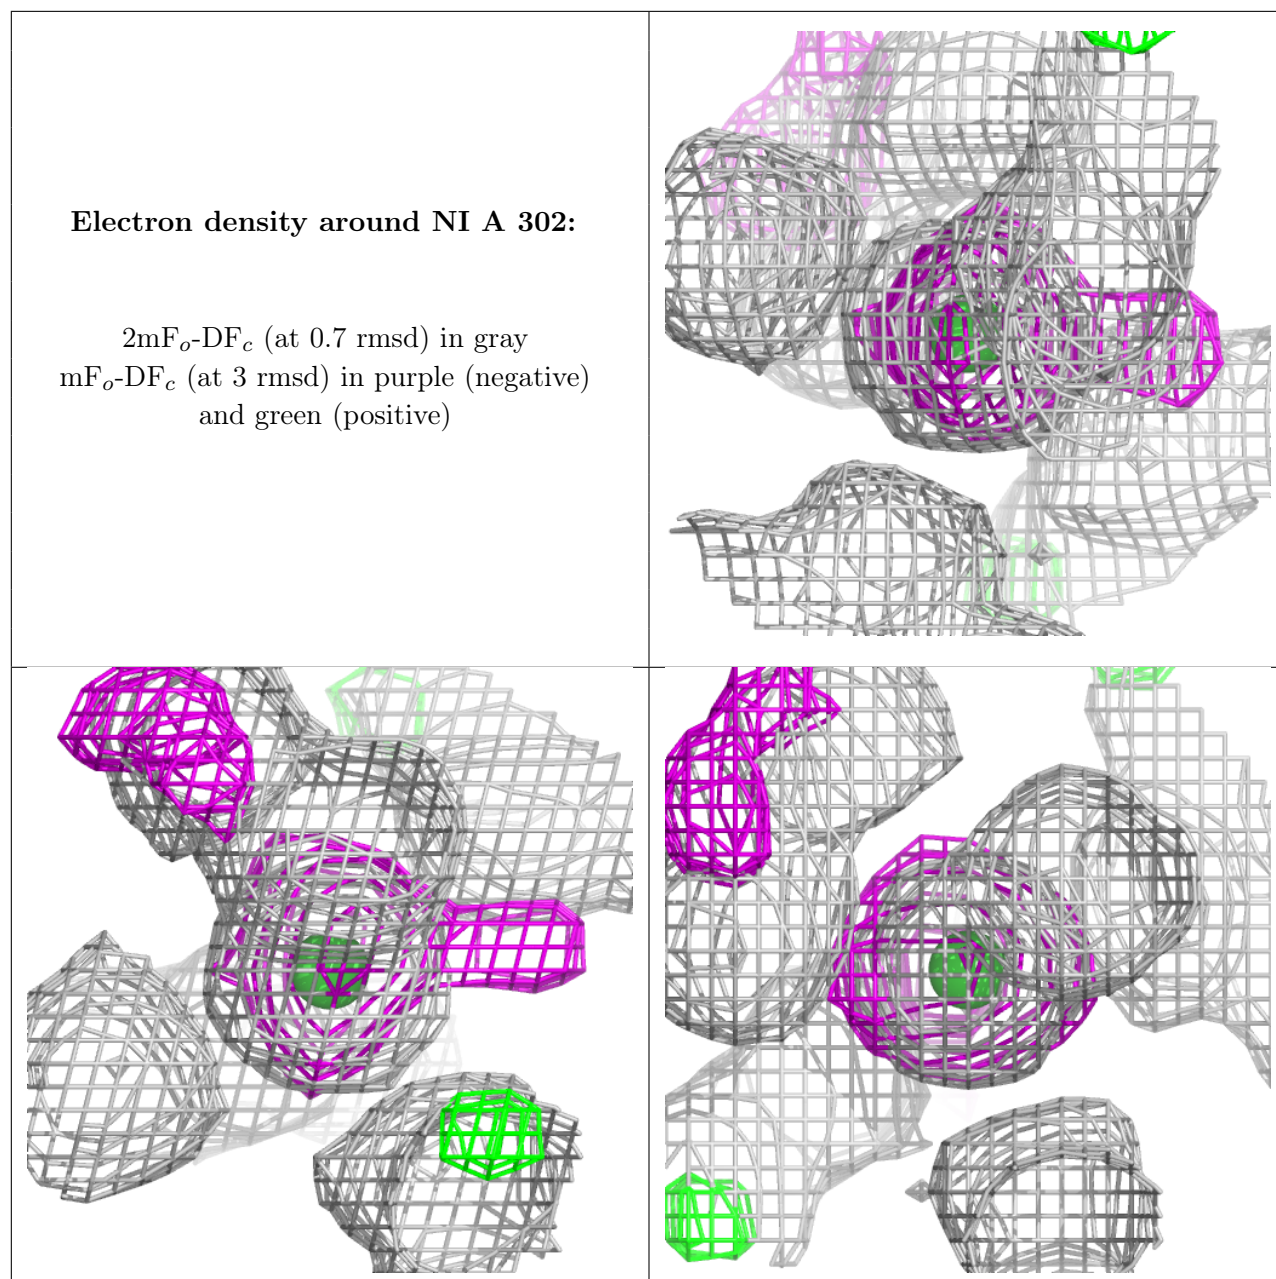 Electron density around NI A 302:
2mFₒ-DF𝒸 (at 0.7 rmsd) in gray
mFₒ-DF𝒸 (at 3 rmsd) in purple (negative)
and green (positive)